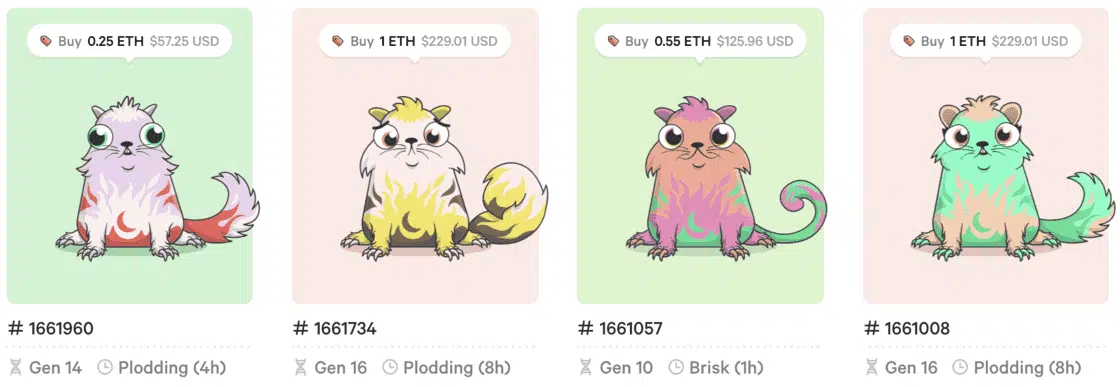 Buy 0.25 ETH $57.25 USD
Buy 1 ETH $229.01 USD
Buy 0.55 ETH $125.96 USD
Buy 1 ETH $229.01 USD
# 1661960
# 1661734
# 1661057
# 1661008
Gen 14 Plodding (4h)
Gen 16 Plodding (8h)
Gen 10 Brisk (1h)
Gen 16 Plodding (8h)